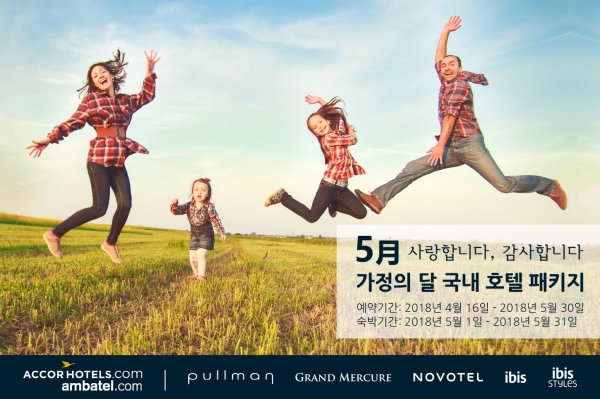 5月 사랑합니다, 감사합니다
가정의 달 국내 호텔 패키지
예약기간: 2018년 4월 16일 - 2018년 5월 30일
숙박기간: 2018년 5월 1일 - 2018년 5월 31일
ACCORHOTELS.com
ambatel.com
pullman
GRAND MERCURE
NOVOTEL
ibis
ibis
STYLES